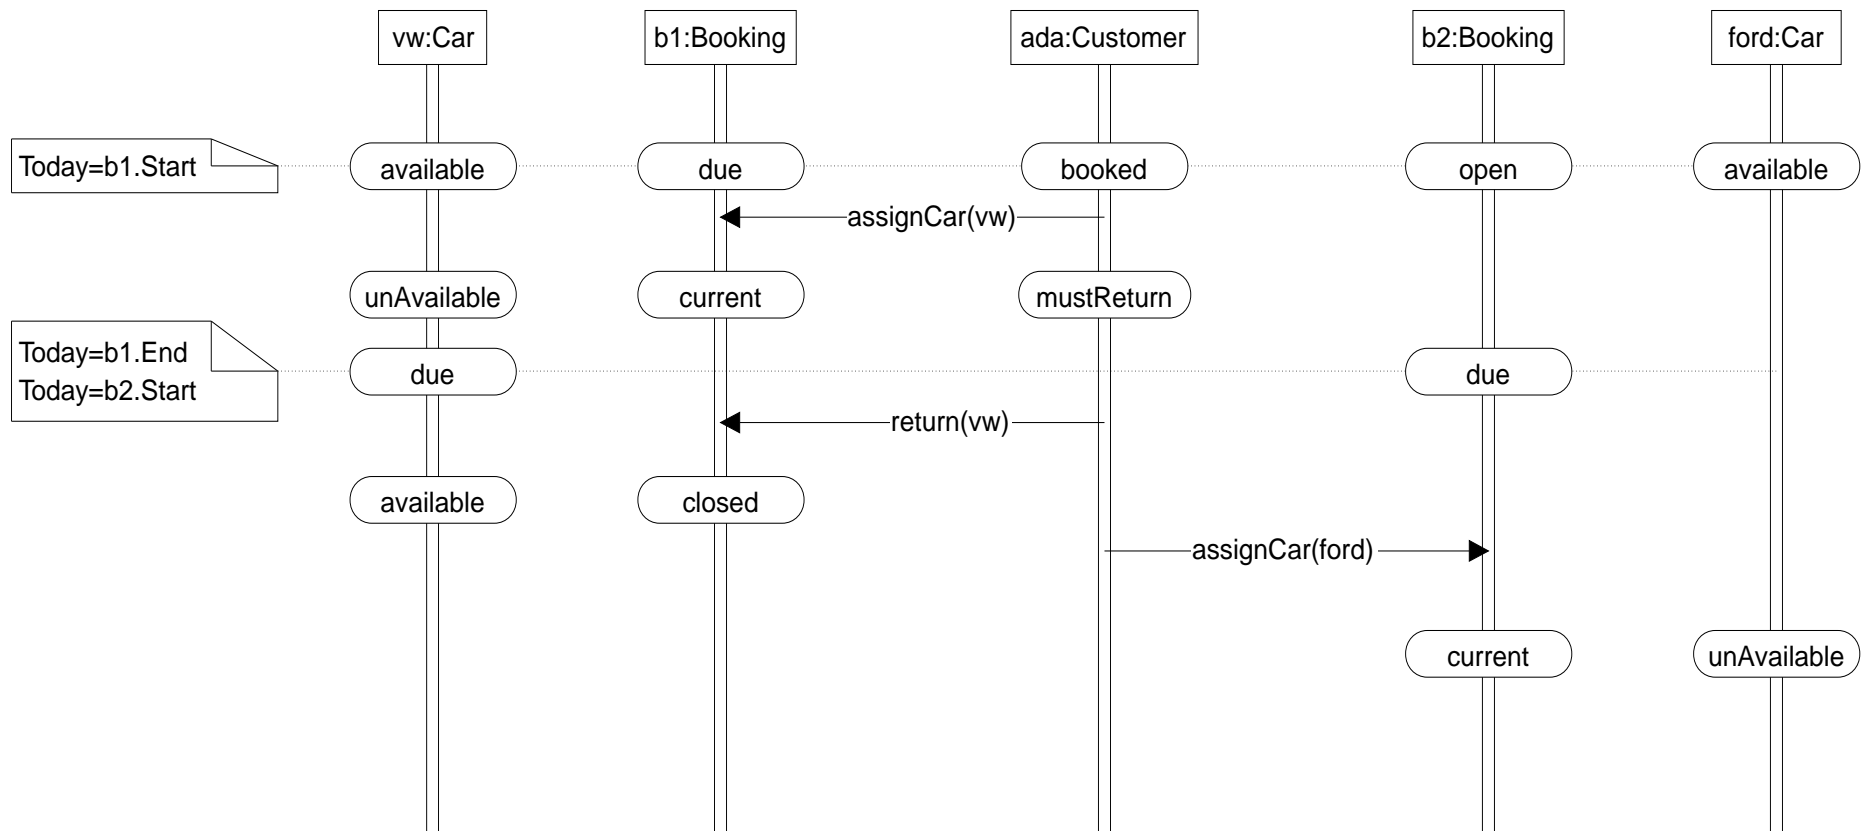 vw:Car
b1:Booking
ada:Customer
b2:Booking
ford:Car
Today=b1.Start
available
due
booked
open
available
assignCar(vw)
unAvailable
current
mustReturn
Today=b1.End
Today=b2.Start
due
due
return(vw)
available
closed
assignCar(ford)
current
unAvailable